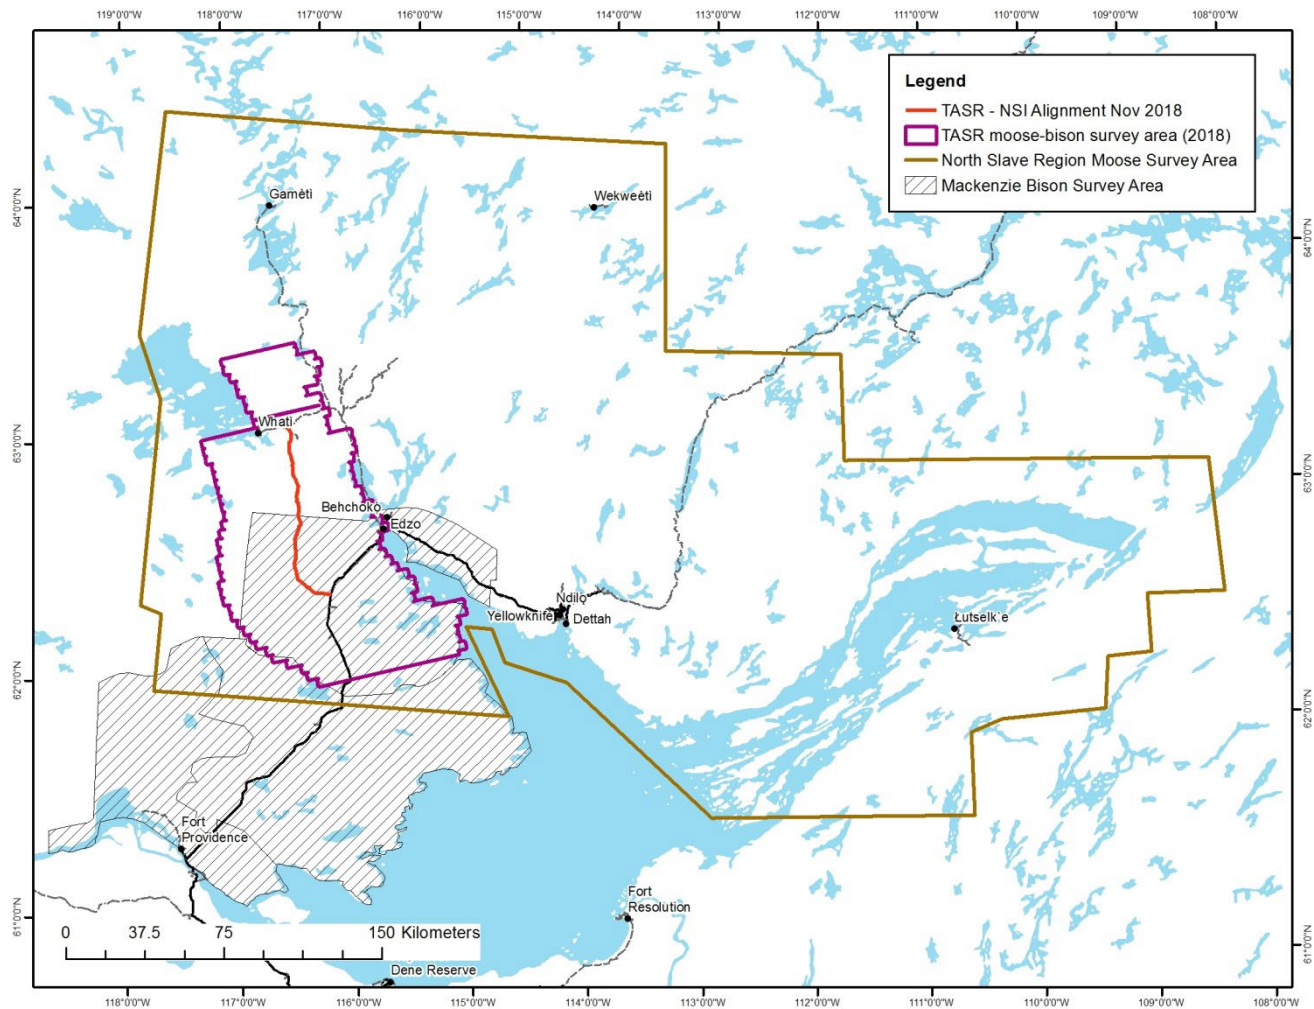 119°0'0"W 118°0'0"W 117°0'0"W 116°0'0"W 115°0'0"W 114°0'0"W 113°0'0"W 112°0'0"W 111°0'0"W 110°0'0"W 109°0'0"W 108°0'0"W
Legend
TASR - NSI Alignment Nov 2018
TASR moose-bison survey area (2018)
North Slave Region Moose Survey Area
Mackenzie Bison Survey Area
Gamètì
Wekweètì
64°0'0"N
64°0'0"N
Whatì
63°0'0"N
63°0'0"N
Behchokò
Edzo
Ndilǫ
Yellowknife
Dettah
Łutselk'e
62°0'0"N
62°0'0"N
Fort
Providence
Fort
Resolution
61°0'0"N
61°0'0"N
0 37.5 75 150 Kilometers
Dene Reserve
118°0'0"W 117°0'0"W 116°0'0"W 115°0'0"W 114°0'0"W 113°0'0"W 112°0'0"W 111°0'0"W 110°0'0"W 109°0'0"W 108°0'0"W